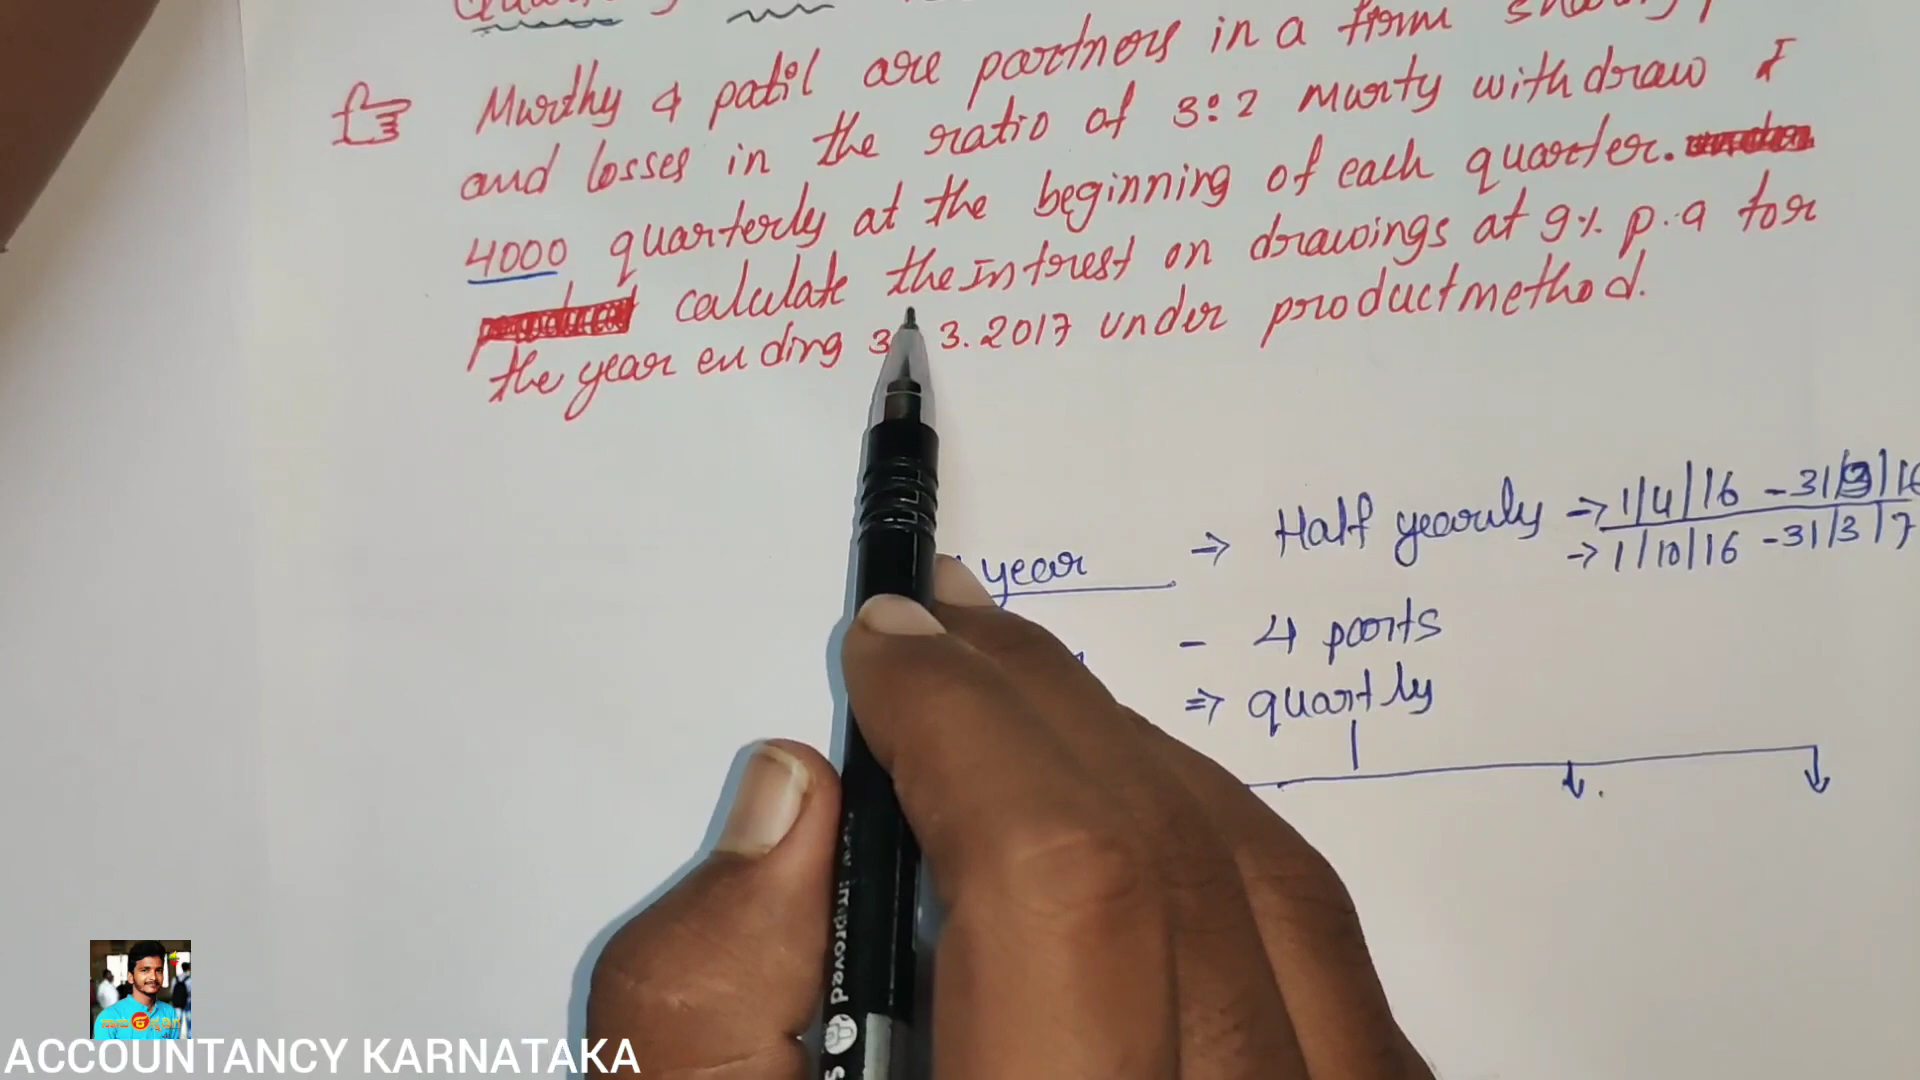 Murthy & patil are partners in a firm
and losses in the ratio of 3:2 Murty withdraw ₹
4000 quarterly at the beginning of each quarter.
calculate the Intrest on drawings at 9% p.a for
the year ending 3 3.2017 under product method.
year → Half yearly → 1/4/16 - 31/9/16
→ 1/10/16 - 31/3/17
- 4 parts
⇒ quartly
improved
ACCOUNTANCY KARNATAKA